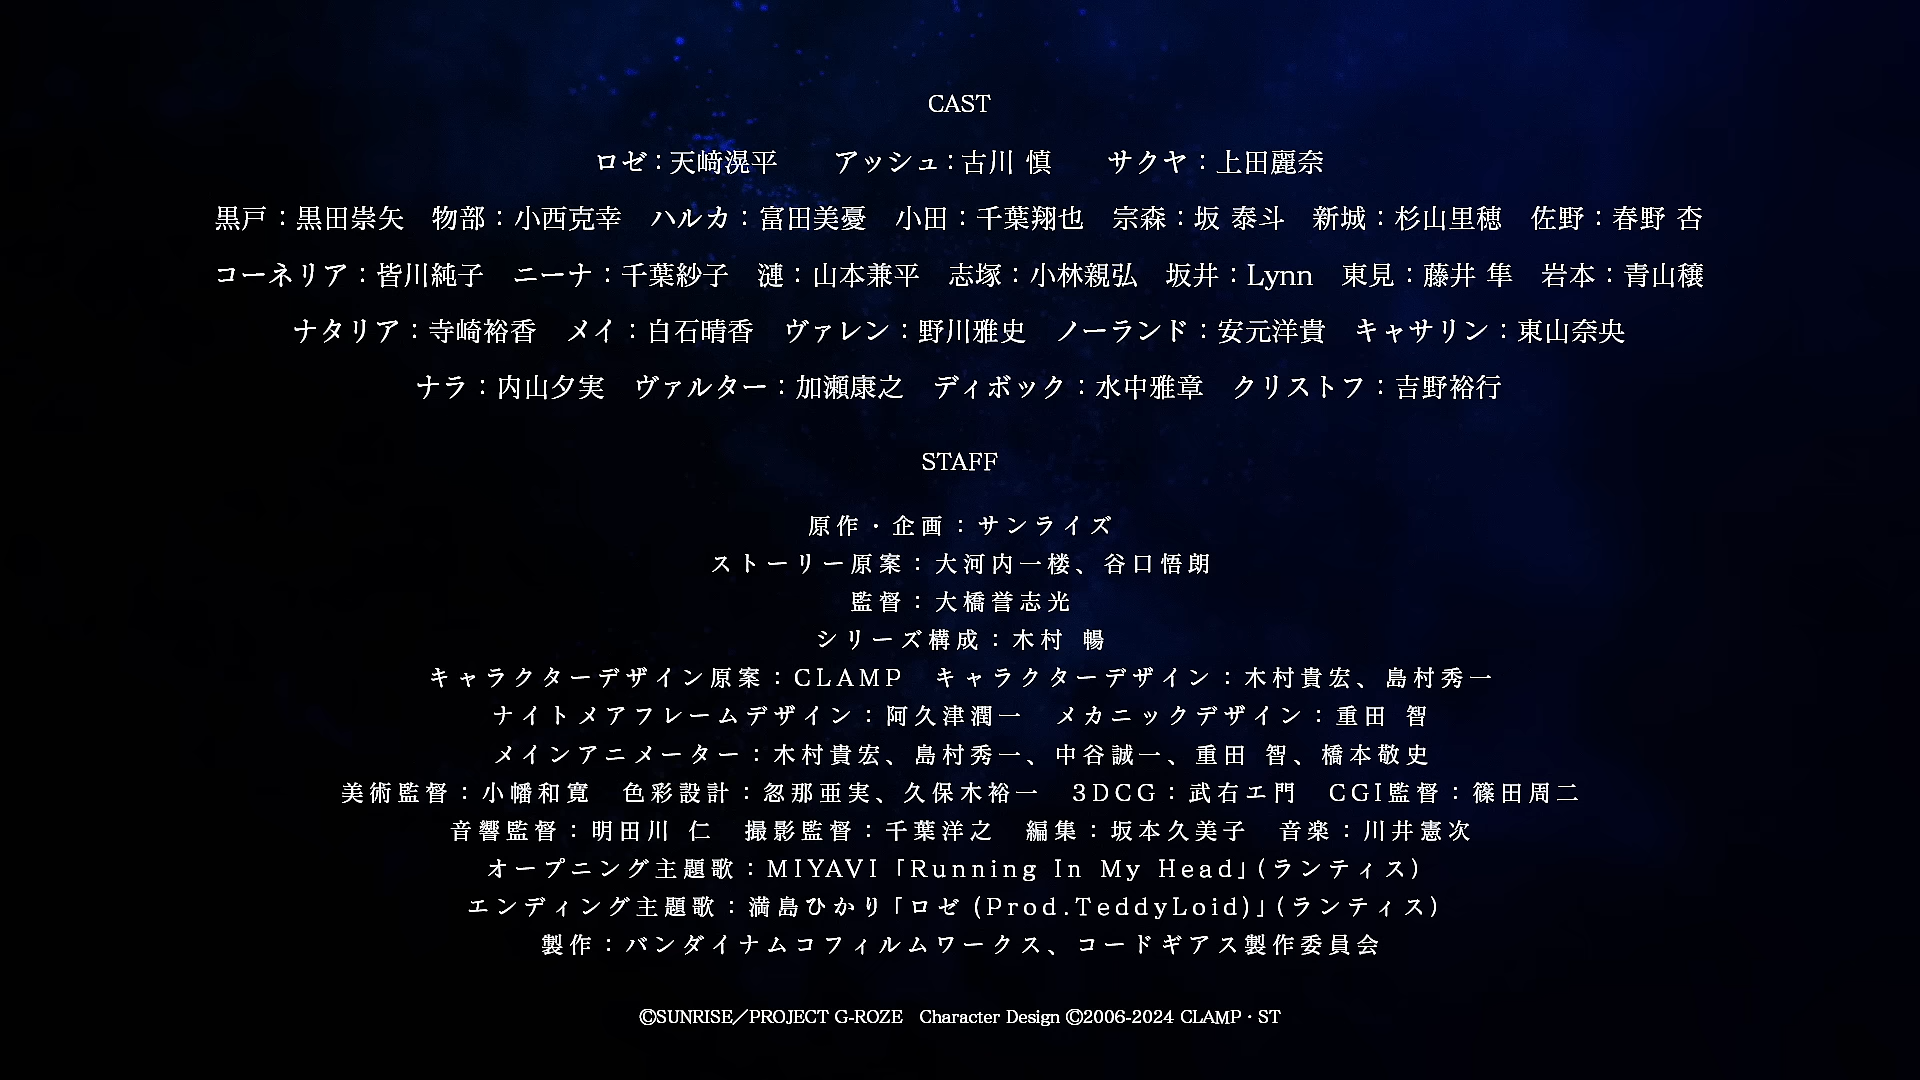 CAST
ロゼ：天﨑滉平　　アッシュ：古川 慎　　サクヤ：上田麗奈
黒戸：黒田崇矢　物部：小西克幸　ハルカ：富田美憂　小田：千葉翔也　宗森：坂 泰斗　新城：杉山里穂　佐野：春野 杏
コーネリア：皆川純子　ニーナ：千葉紗子　漣：山本兼平　志塚：小林親弘　坂井：Lynn　東見：藤井 隼　岩本：青山穣
ナタリア：寺崎裕香　メイ：白石晴香　ヴァレン：野川雅史　ノーランド：安元洋貴　キャサリン：東山奈央
ナラ：内山夕実　ヴァルター：加瀬康之　ディボック：水中雅章　クリストフ：吉野裕行
STAFF
原作・企画：サンライズ
ストーリー原案：大河内一楼、谷口悟朗
監督：大橋誉志光
シリーズ構成：木村 暢
キャラクターデザイン原案：CLAMP　キャラクターデザイン：木村貴宏、島村秀一
ナイトメアフレームデザイン：阿久津潤一　メカニックデザイン：重田 智
メインアニメーター：木村貴宏、島村秀一、中谷誠一、重田 智、橋本敬史
美術監督：小幡和寛　色彩設計：忽那亜実、久保木裕一　3DCG：武右エ門　CGI監督：篠田周二
音響監督：明田川 仁　撮影監督：千葉洋之　編集：坂本久美子　音楽：川井憲次
オープニング主題歌：MIYAVI「Running In My Head」(ランティス)
エンディング主題歌：満島ひかり「ロゼ (Prod.TeddyLoid)」(ランティス)
製作：バンダイナムコフィルムワークス、コードギアス製作委員会
©SUNRISE／PROJECT G-ROZE　Character Design ©2006-2024 CLAMP・ST